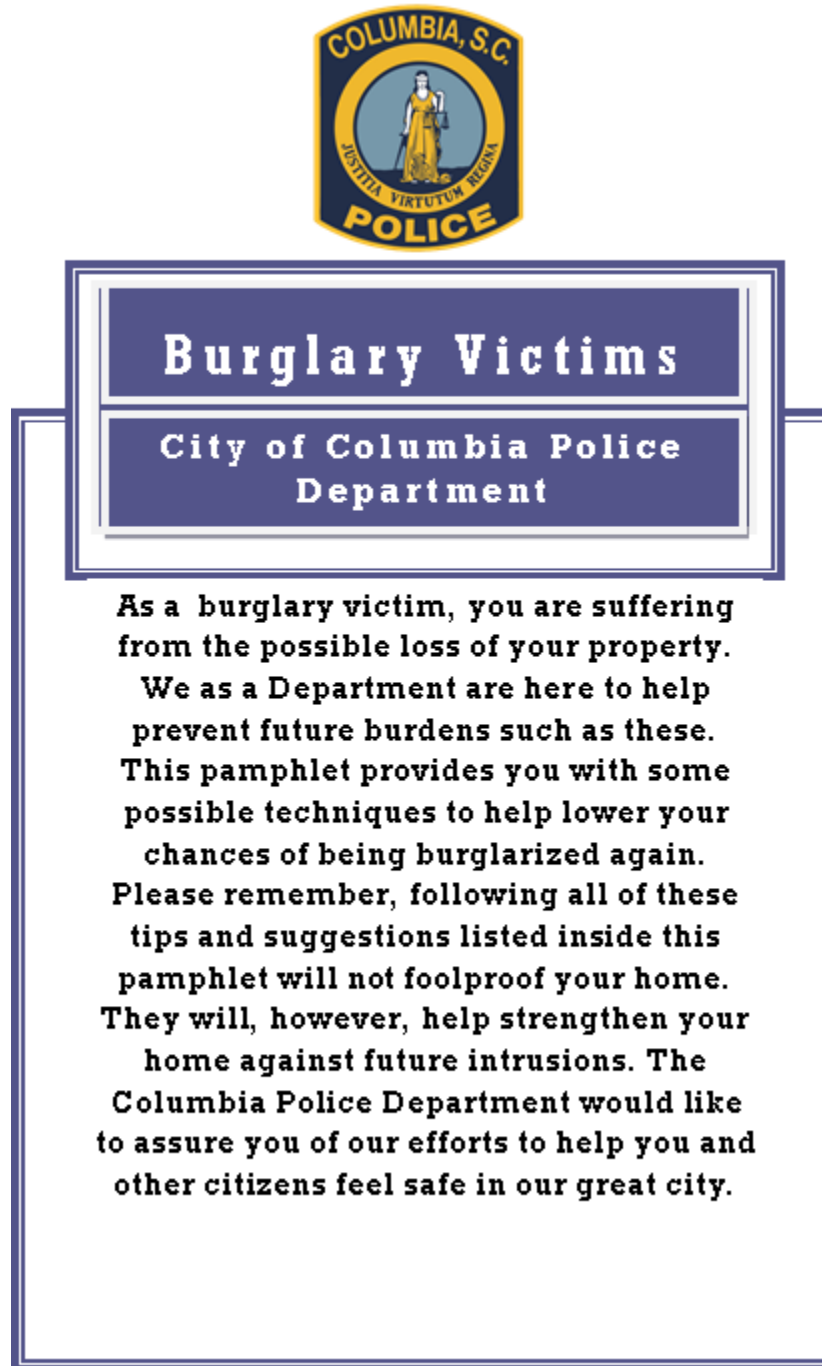 COLUMBIA, S.C.
JUSTITIA VIRTUTUM REGINA
POLICE
Burglary Victims
City of Columbia Police
Department
As a  burglary victim, you are suffering
from the possible loss of your property.
We as a Department are here to help
prevent future burdens such as these.
This pamphlet provides you with some
possible techniques to help lower your
chances of being burglarized again.
Please remember, following all of these
tips and suggestions listed inside this
pamphlet will not foolproof your home.
They will, however, help strengthen your
home against future intrusions. The
Columbia Police Department would like
to assure you of our efforts to help you and
other citizens feel safe in our great city.